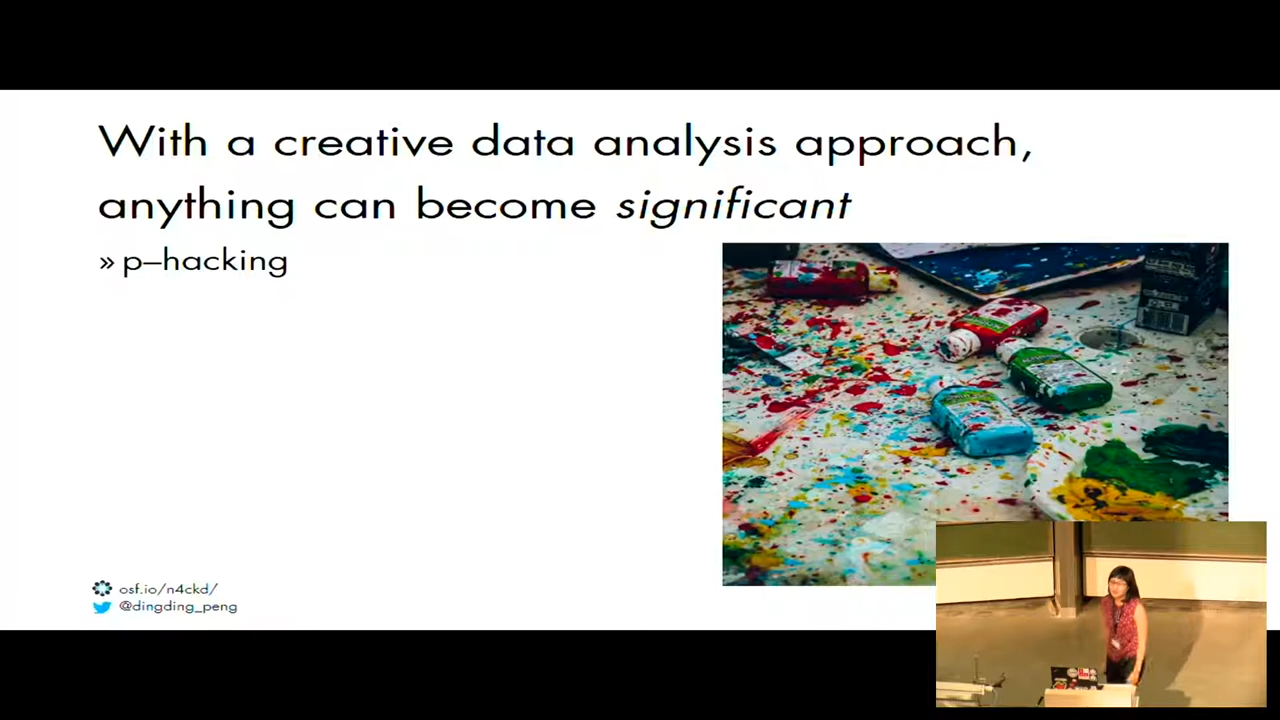 With a creative data analysis approach,
anything can become significant
» p–hacking
osf.io/n4ckd/
@dingding_peng